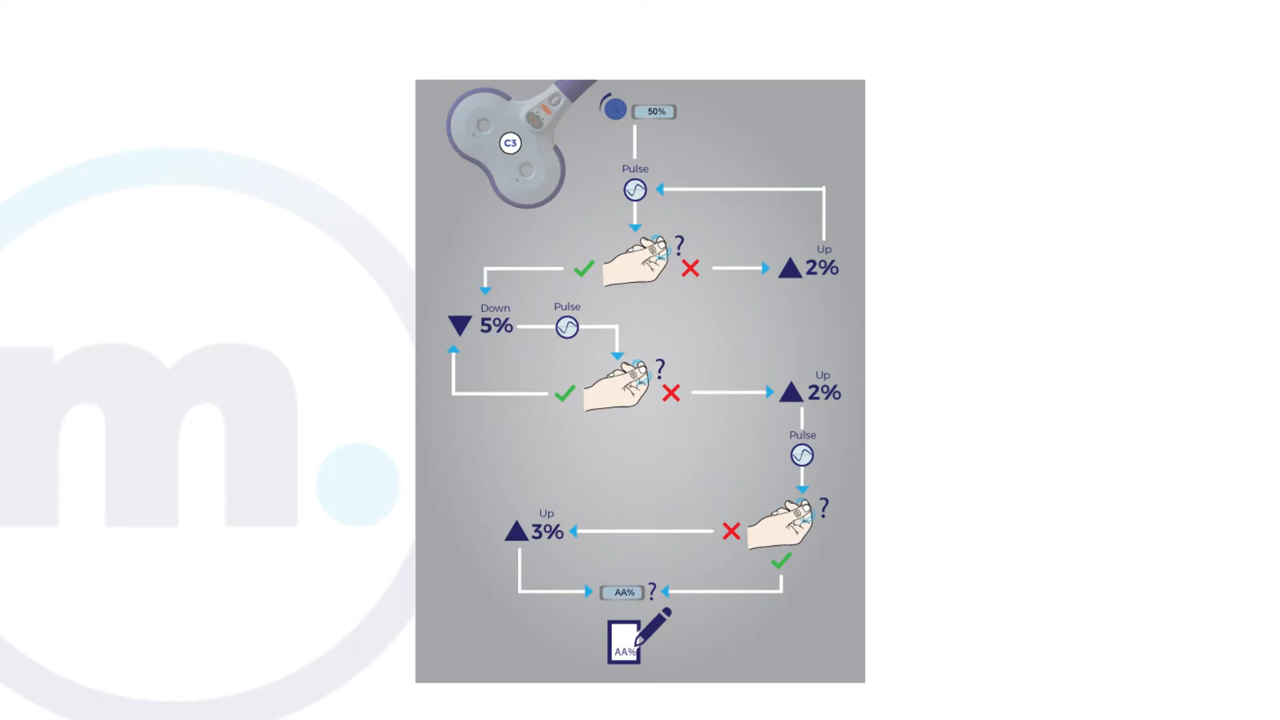 50%
C3
Pulse
?
Up
2%
Down
5%
Pulse
?
Up
2%
Pulse
?
Up
3%
AA% ?
AA%
m.